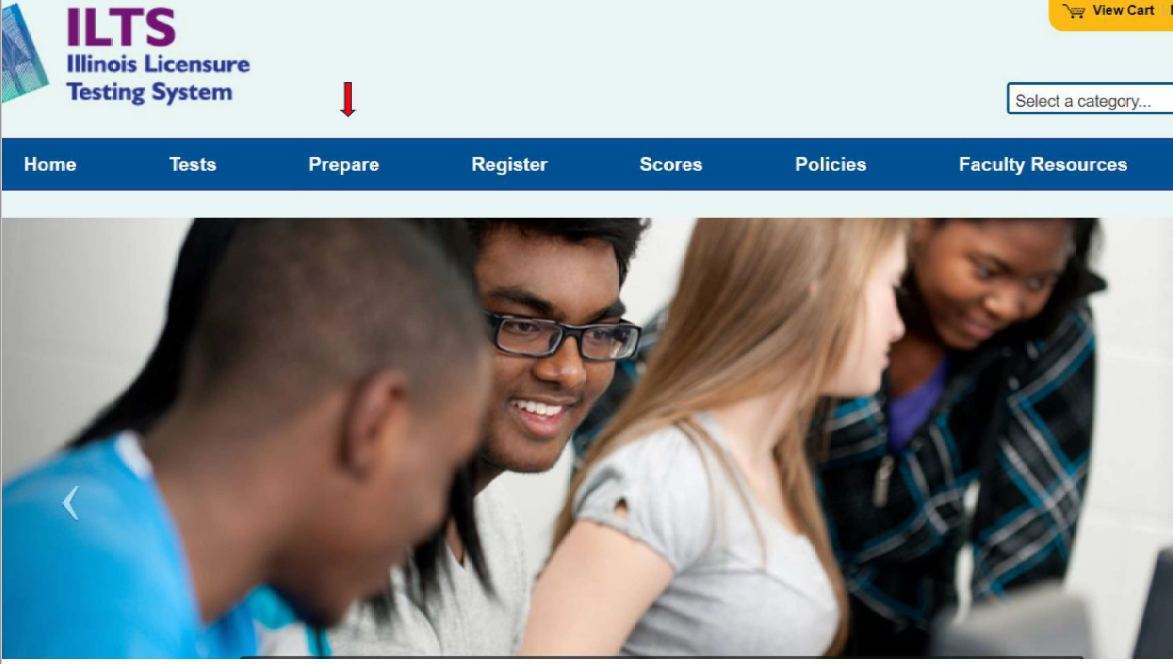 ILTS
Illinois Licensure
Testing System
View Cart
Select a category...
Home Tests Prepare Register Scores Policies Faculty Resources